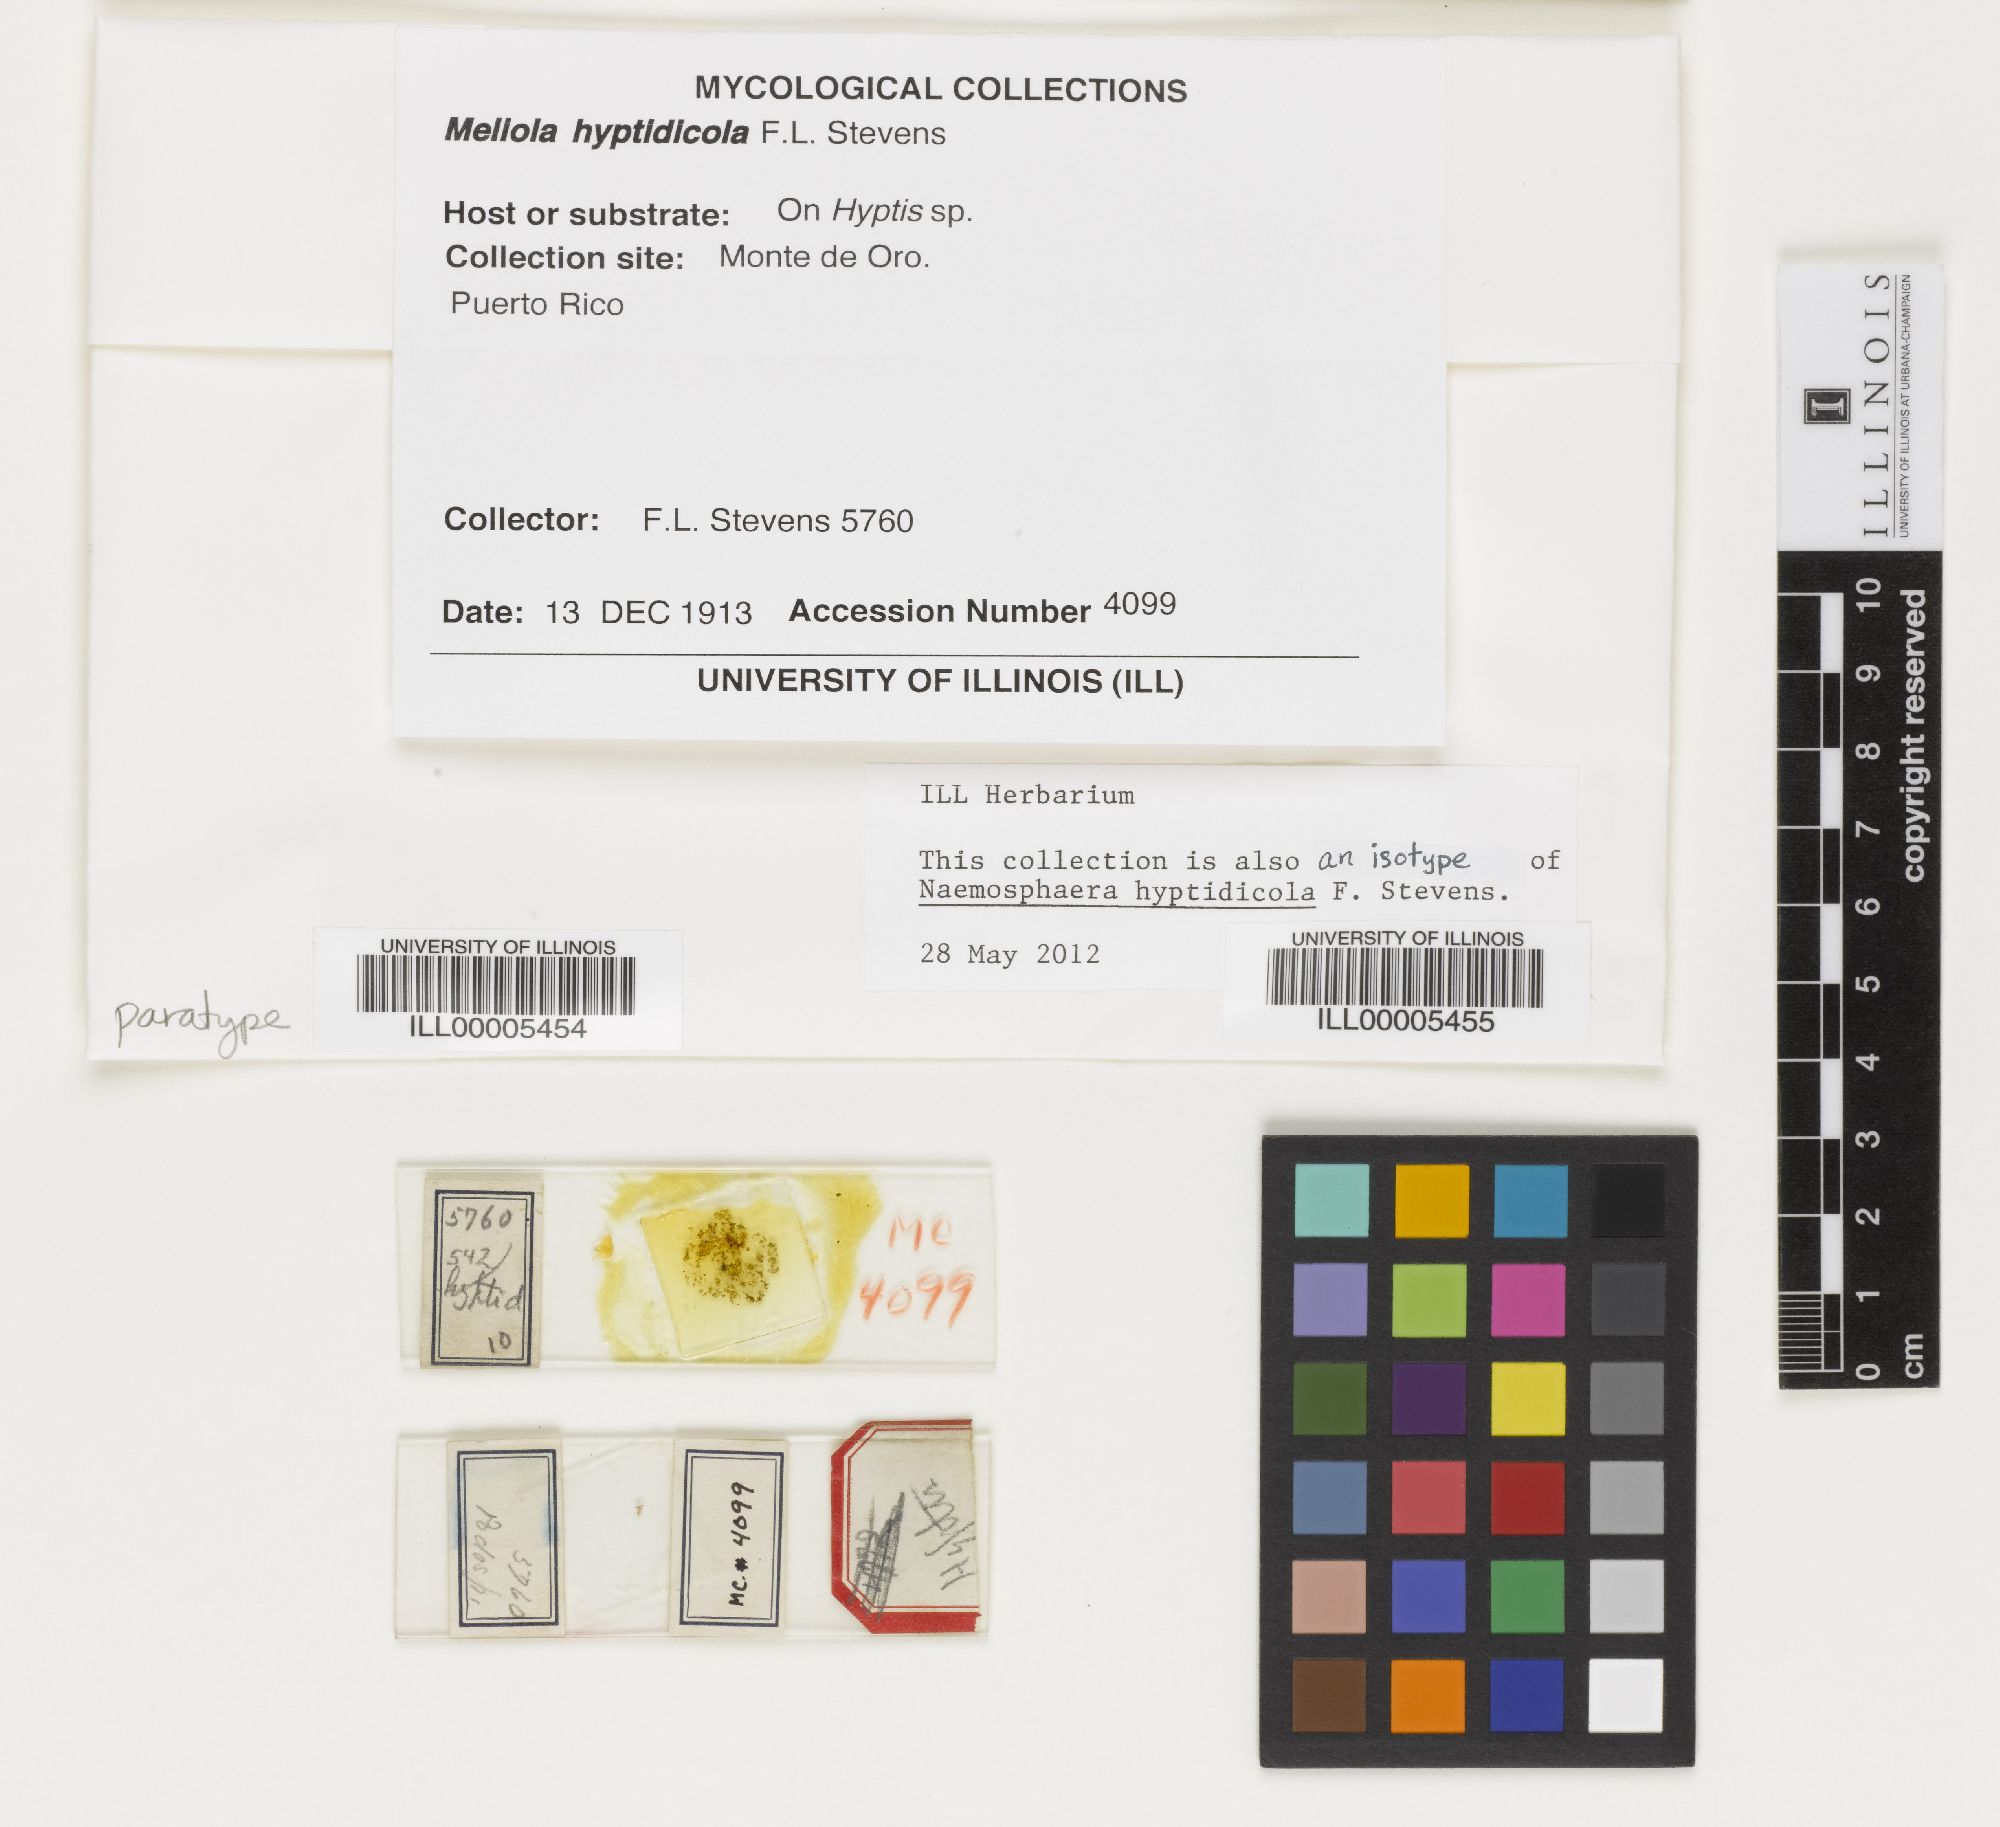 MYCOLOGICAL COLLECTIONS
Meliola hyptidicola F.L. Stevens
Host or substrate: On Hyptis sp.
Collection site: Monte de Oro.
Puerto Rico
Collector: F.L. Stevens 5760
Date: 13 DEC 1913 Accession Number 4099
UNIVERSITY OF ILLINOIS (ILL)
ILL Herbarium
This collection is also an isotype of
Naemosphaera hyptidicola F. Stevens.
28 May 2012
UNIVERSITY OF ILLINOIS
ILL00005455
paratype
UNIVERSITY OF ILLINOIS
ILL00005454
5760
542/
hyptid
10
MC
4099
5760
MC.# 4099
Hyptis
I
ILLINOIS
UNIVERSITY OF ILLINOIS AT URBANA-CHAMPAIGN
copyright reserved
10 9 8 7 6 5 4 3 2 1 0
cm